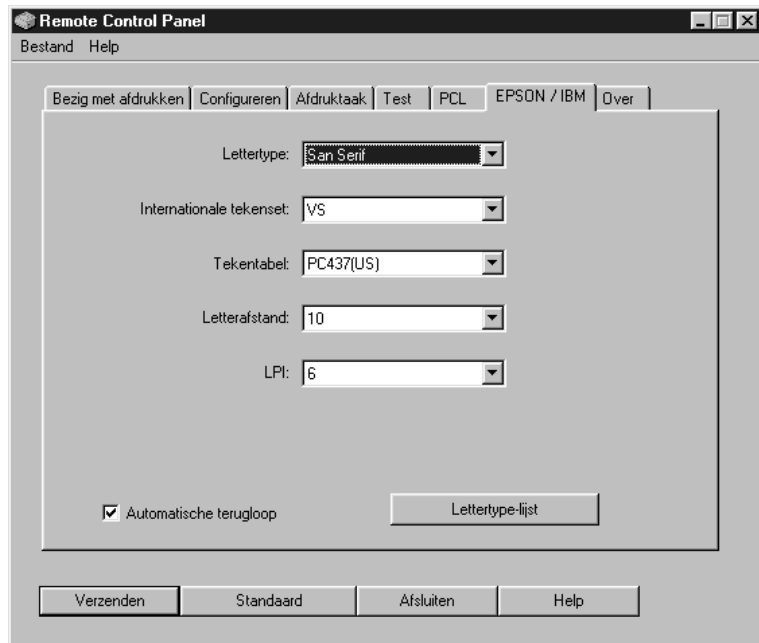 Remote Control Panel
Bestand Help
Bezig met afdrukken Configureren Afdruktaak Test PCL EPSON / IBM Over
Lettertype: San Serif
Internationale tekenset: VS
Tekentabel: PC437(US)
Letterafstand: 10
LPI: 6
Automatische terugloop Lettertype-lijst
Verzenden Standaard Afsluiten Help